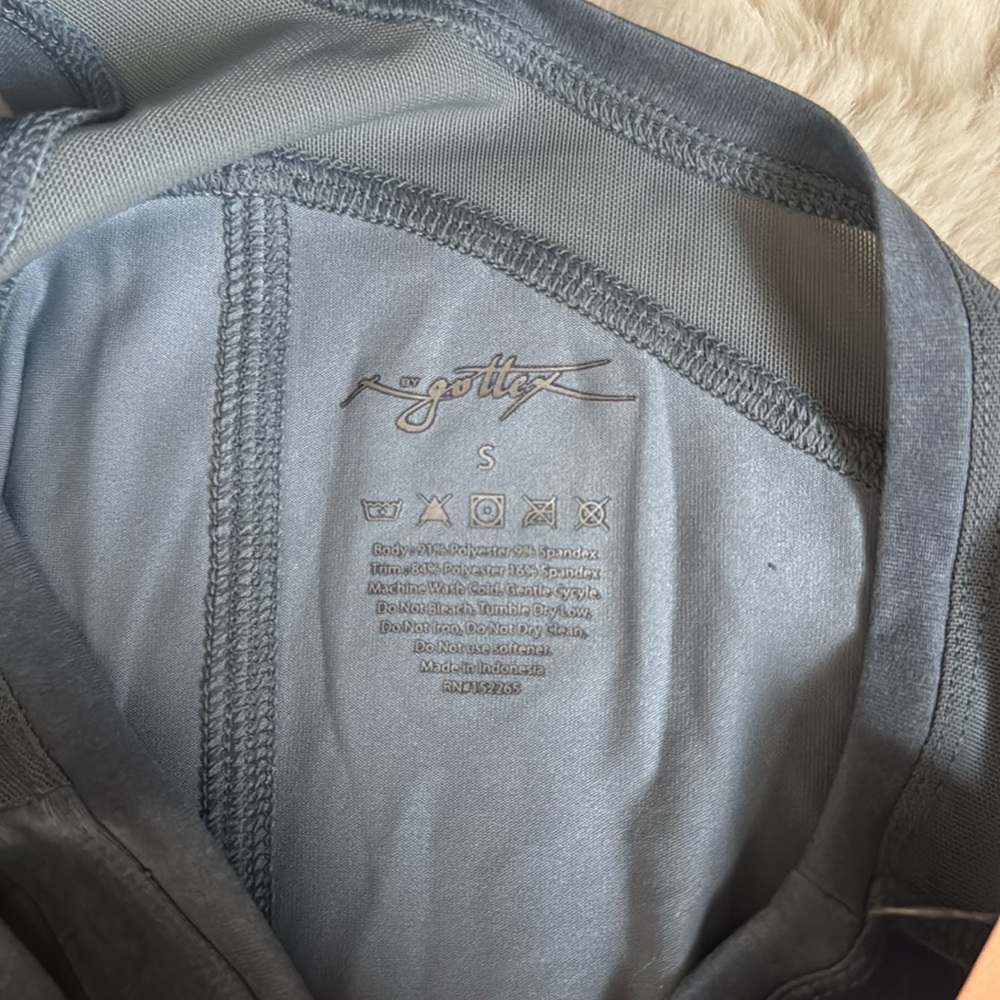 X BY gottex
S
Body : 91% Polyester 9% Spandex
Trim : 84% Polyester 16% Spandex
Machine Wash Cold, Gentle Cycyle,
Do Not Bleach, Tumble Dry Low,
Do Not Iron, Do Not Dry Clean,
Do Not use softener.
Made in Indonesia
RN#152265